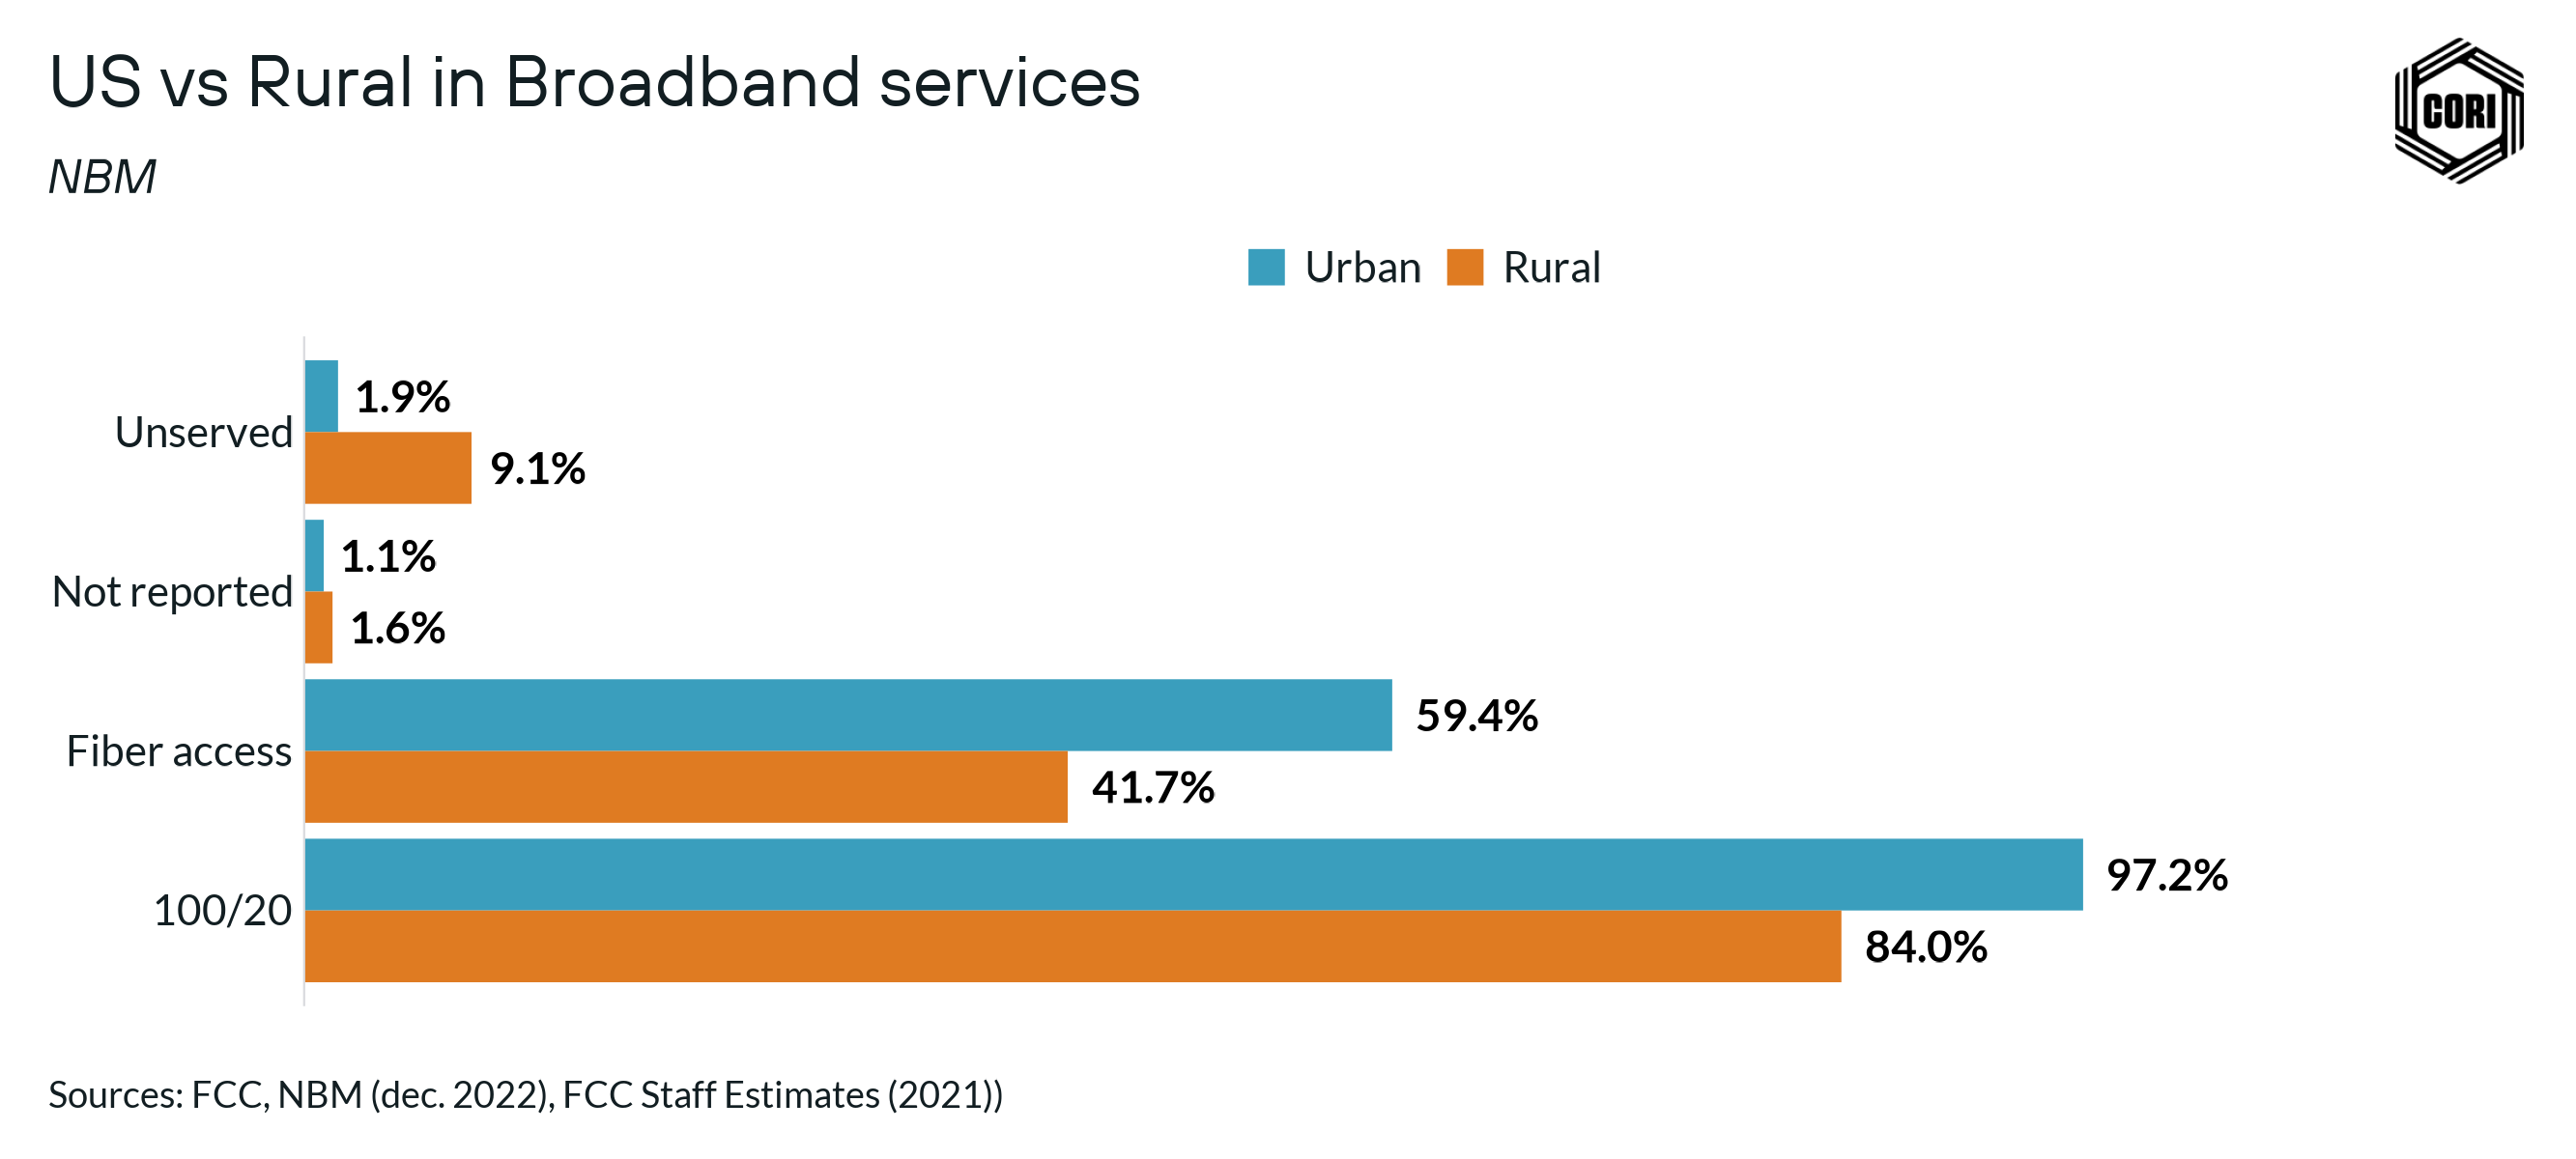 US vs Rural in Broadband services
CORI
NBM
Urban Rural
1.9%
Unserved
9.1%
1.1%
Not reported
1.6%
59.4%
Fiber access
41.7%
97.2%
100/20
84.0%
Sources: FCC, NBM (dec. 2022), FCC Staff Estimates (2021))